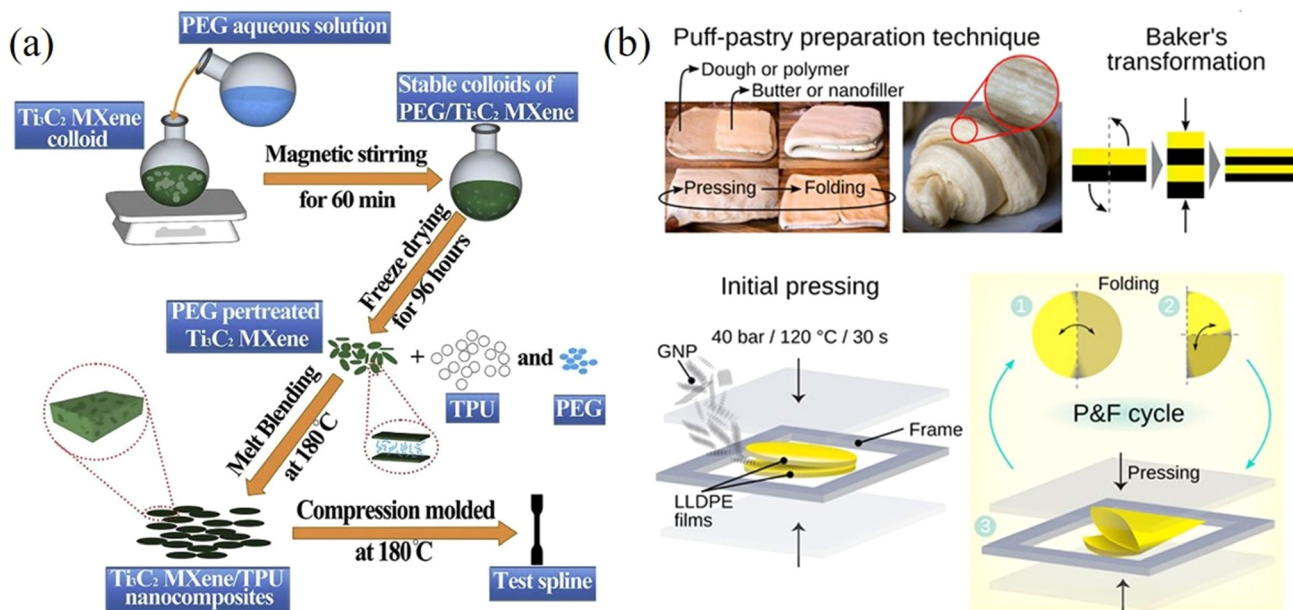 (a)
PEG aqueous solution
Ti₃C₂ MXene
colloid
Stable colloids of
PEG/Ti₃C₂ MXene
Magnetic stirring
for 60 min
Freeze drying
for 96 hours
PEG pertreated
Ti₃C₂ MXene
+
and
TPU
PEG
Melt Blending
at 180℃
Compression molded
at 180℃
Ti₃C₂ MXene/TPU
nanocomposites
Test spline
(b)
Puff-pastry preparation technique
Dough or polymer
Butter or nanofiller
Pressing
Folding
Baker's
transformation
Initial pressing
40 bar / 120 °C / 30 s
GNP
Frame
LLDPE
films
Folding
1
2
P&F cycle
Pressing
3